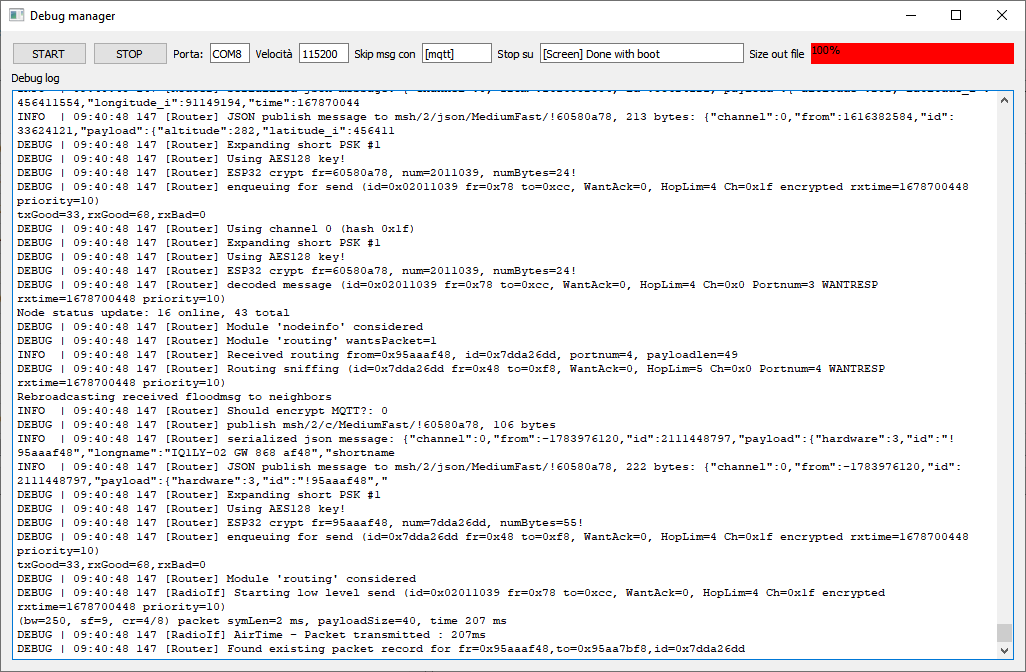 Debug manager
START STOP Porta: COM8 Velocità 115200 Skip msg con [mqtt] Stop su [Screen] Done with boot Size out file 100%
Debug log
456411554,"longitude_i":91149194,"time":167870044
INFO  | 09:40:48 147 [Router] JSON publish message to msh/2/json/MediumFast/!60580a78, 213 bytes: {"channel":0,"from":1616382584,"id":
33624121,"payload":{"altitude":282,"latitude_i":456411
DEBUG | 09:40:48 147 [Router] Expanding short PSK #1
DEBUG | 09:40:48 147 [Router] Using AES128 key!
DEBUG | 09:40:48 147 [Router] ESP32 crypt fr=60580a78, num=2011039, numBytes=24!
DEBUG | 09:40:48 147 [Router] enqueuing for send (id=0x02011039 fr=0x78 to=0xcc, WantAck=0, HopLim=4 Ch=0x1f encrypted rxtime=1678700448
priority=10)
txGood=33,rxGood=68,rxBad=0
DEBUG | 09:40:48 147 [Router] Using channel 0 (hash 0x1f)
DEBUG | 09:40:48 147 [Router] Expanding short PSK #1
DEBUG | 09:40:48 147 [Router] Using AES128 key!
DEBUG | 09:40:48 147 [Router] ESP32 crypt fr=60580a78, num=2011039, numBytes=24!
DEBUG | 09:40:48 147 [Router] decoded message (id=0x02011039 fr=0x78 to=0xcc, WantAck=0, HopLim=4 Ch=0x0 Portnum=3 WANTRESP
rxtime=1678700448 priority=10)
Node status update: 16 online, 43 total
DEBUG | 09:40:48 147 [Router] Module 'nodeinfo' considered
DEBUG | 09:40:48 147 [Router] Module 'routing' wantsPacket=1
INFO  | 09:40:48 147 [Router] Received routing from=0x95aaaf48, id=0x7dda26dd, portnum=4, payloadlen=49
DEBUG | 09:40:48 147 [Router] Routing sniffing (id=0x7dda26dd fr=0x48 to=0xf8, WantAck=0, HopLim=5 Ch=0x0 Portnum=4 WANTRESP
rxtime=1678700448 priority=10)
Rebroadcasting received floodmsg to neighbors
INFO  | 09:40:48 147 [Router] Should encrypt MQTT?: 0
DEBUG | 09:40:48 147 [Router] publish msh/2/c/MediumFast/!60580a78, 106 bytes
INFO  | 09:40:48 147 [Router] serialized json message: {"channel":0,"from":-1783976120,"id":2111448797,"payload":{"hardware":3,"id":"!
95aaaf48","longname":"IQ1LY-02 GW 868 af48","shortname
INFO  | 09:40:48 147 [Router] JSON publish message to msh/2/json/MediumFast/!60580a78, 222 bytes: {"channel":0,"from":-1783976120,"id":
2111448797,"payload":{"hardware":3,"id":"!95aaaf48","
DEBUG | 09:40:48 147 [Router] Expanding short PSK #1
DEBUG | 09:40:48 147 [Router] Using AES128 key!
DEBUG | 09:40:48 147 [Router] ESP32 crypt fr=95aaaf48, num=7dda26dd, numBytes=55!
DEBUG | 09:40:48 147 [Router] enqueuing for send (id=0x7dda26dd fr=0x48 to=0xf8, WantAck=0, HopLim=4 Ch=0x1f encrypted rxtime=1678700448
priority=10)
txGood=33,rxGood=68,rxBad=0
DEBUG | 09:40:48 147 [Router] Module 'routing' considered
DEBUG | 09:40:48 147 [RadioIf] Starting low level send (id=0x02011039 fr=0x78 to=0xcc, WantAck=0, HopLim=4 Ch=0x1f encrypted
rxtime=1678700448 priority=10)
(bw=250, sf=9, cr=4/8) packet symLen=2 ms, payloadSize=40, time 207 ms
DEBUG | 09:40:48 147 [RadioIf] AirTime - Packet transmitted : 207ms
DEBUG | 09:40:48 147 [Router] Found existing packet record for fr=0x95aaaf48,to=0x95aa7bf8,id=0x7dda26dd